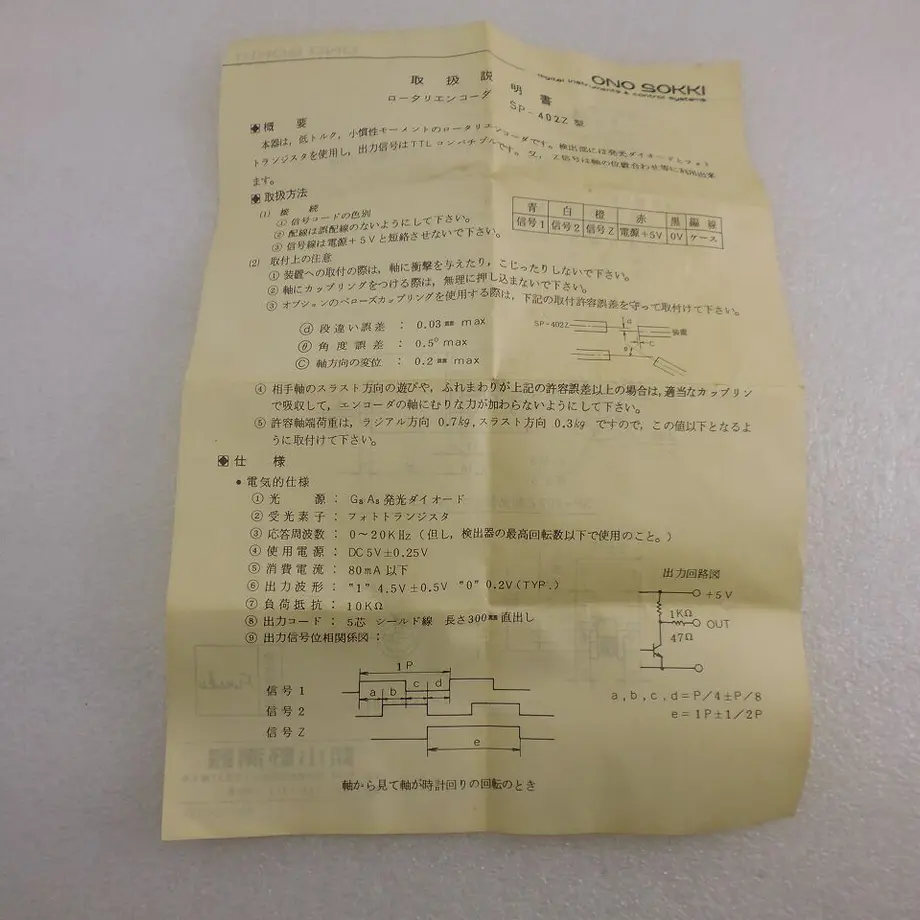 取扱説明書
ONO SOKKI
digital instruments & control systems
ロータリエンコーダ SP-402Z型
概要
本器は，低トルク，小慣性モーメントのロータリエンコーダです。検出部には発光ダイオードとフォト
トランジスタを使用し，出力信号はTTLコンパチブルです。又，Z信号は軸の位置合わせ等に利用出来
ます。
取扱方法
(1) 接続
① 信号コードの色別
② 配線は誤配線のないようにして下さい。
③ 信号線は電源+5Vと短絡させないで下さい。
青 白 橙 赤 黒 編線
信号1 信号2 信号Z 電源+5V 0V ケース
(2) 取付上の注意
① 装置への取付の際は，軸に衝撃を与えたり，こじったりしないで下さい。
② 軸にカップリングをつける際は，無理に押し込まないで下さい。
③ オプションのベローズカップリングを使用する際は，下記の取付許容誤差を守って取付けて下さい。
ⓓ 段違い誤差 : 0.03㎜ max
θ 角度誤差 : 0.5° max
Ⓒ 軸方向の変位 : 0.2㎜ max
SP-402Z
d
装置
c
θ
④ 相手軸のスラスト方向の遊びや，ふれまわりが上記の許容誤差以上の場合は，適当なカップリン
で吸収して，エンコーダの軸にむりな力が加わらないようにして下さい。
⑤ 許容軸端荷重は，ラジアル方向 0.7kg，スラスト方向 0.3kg ですので，この値以下となるよ
うに取付けて下さい。
仕様
● 電気的仕様
① 光源 : GaAs発光ダイオード
② 受光素子 : フォトトランジスタ
③ 応答周波数 : 0～20KHz（但し，検出器の最高回転数以下で使用のこと。）
④ 使用電源 : DC5V±0.25V
⑤ 消費電流 : 80mA以下
⑥ 出力波形 : "1" 4.5V±0.5V "0" 0.2V(TYP.)
⑦ 負荷抵抗 : 10KΩ
⑧ 出力コード : 5芯 シールド線 長さ300㎜直出し
⑨ 出力信号位相関係図 :
出力回路図
+5V
1KΩ
OUT
47Ω
1P
信号1
a b c d
信号2
信号Z
e
a,b,c,d=P/4±P/8
e=1P±1/2P
軸から見て軸が時計回りの回転のとき